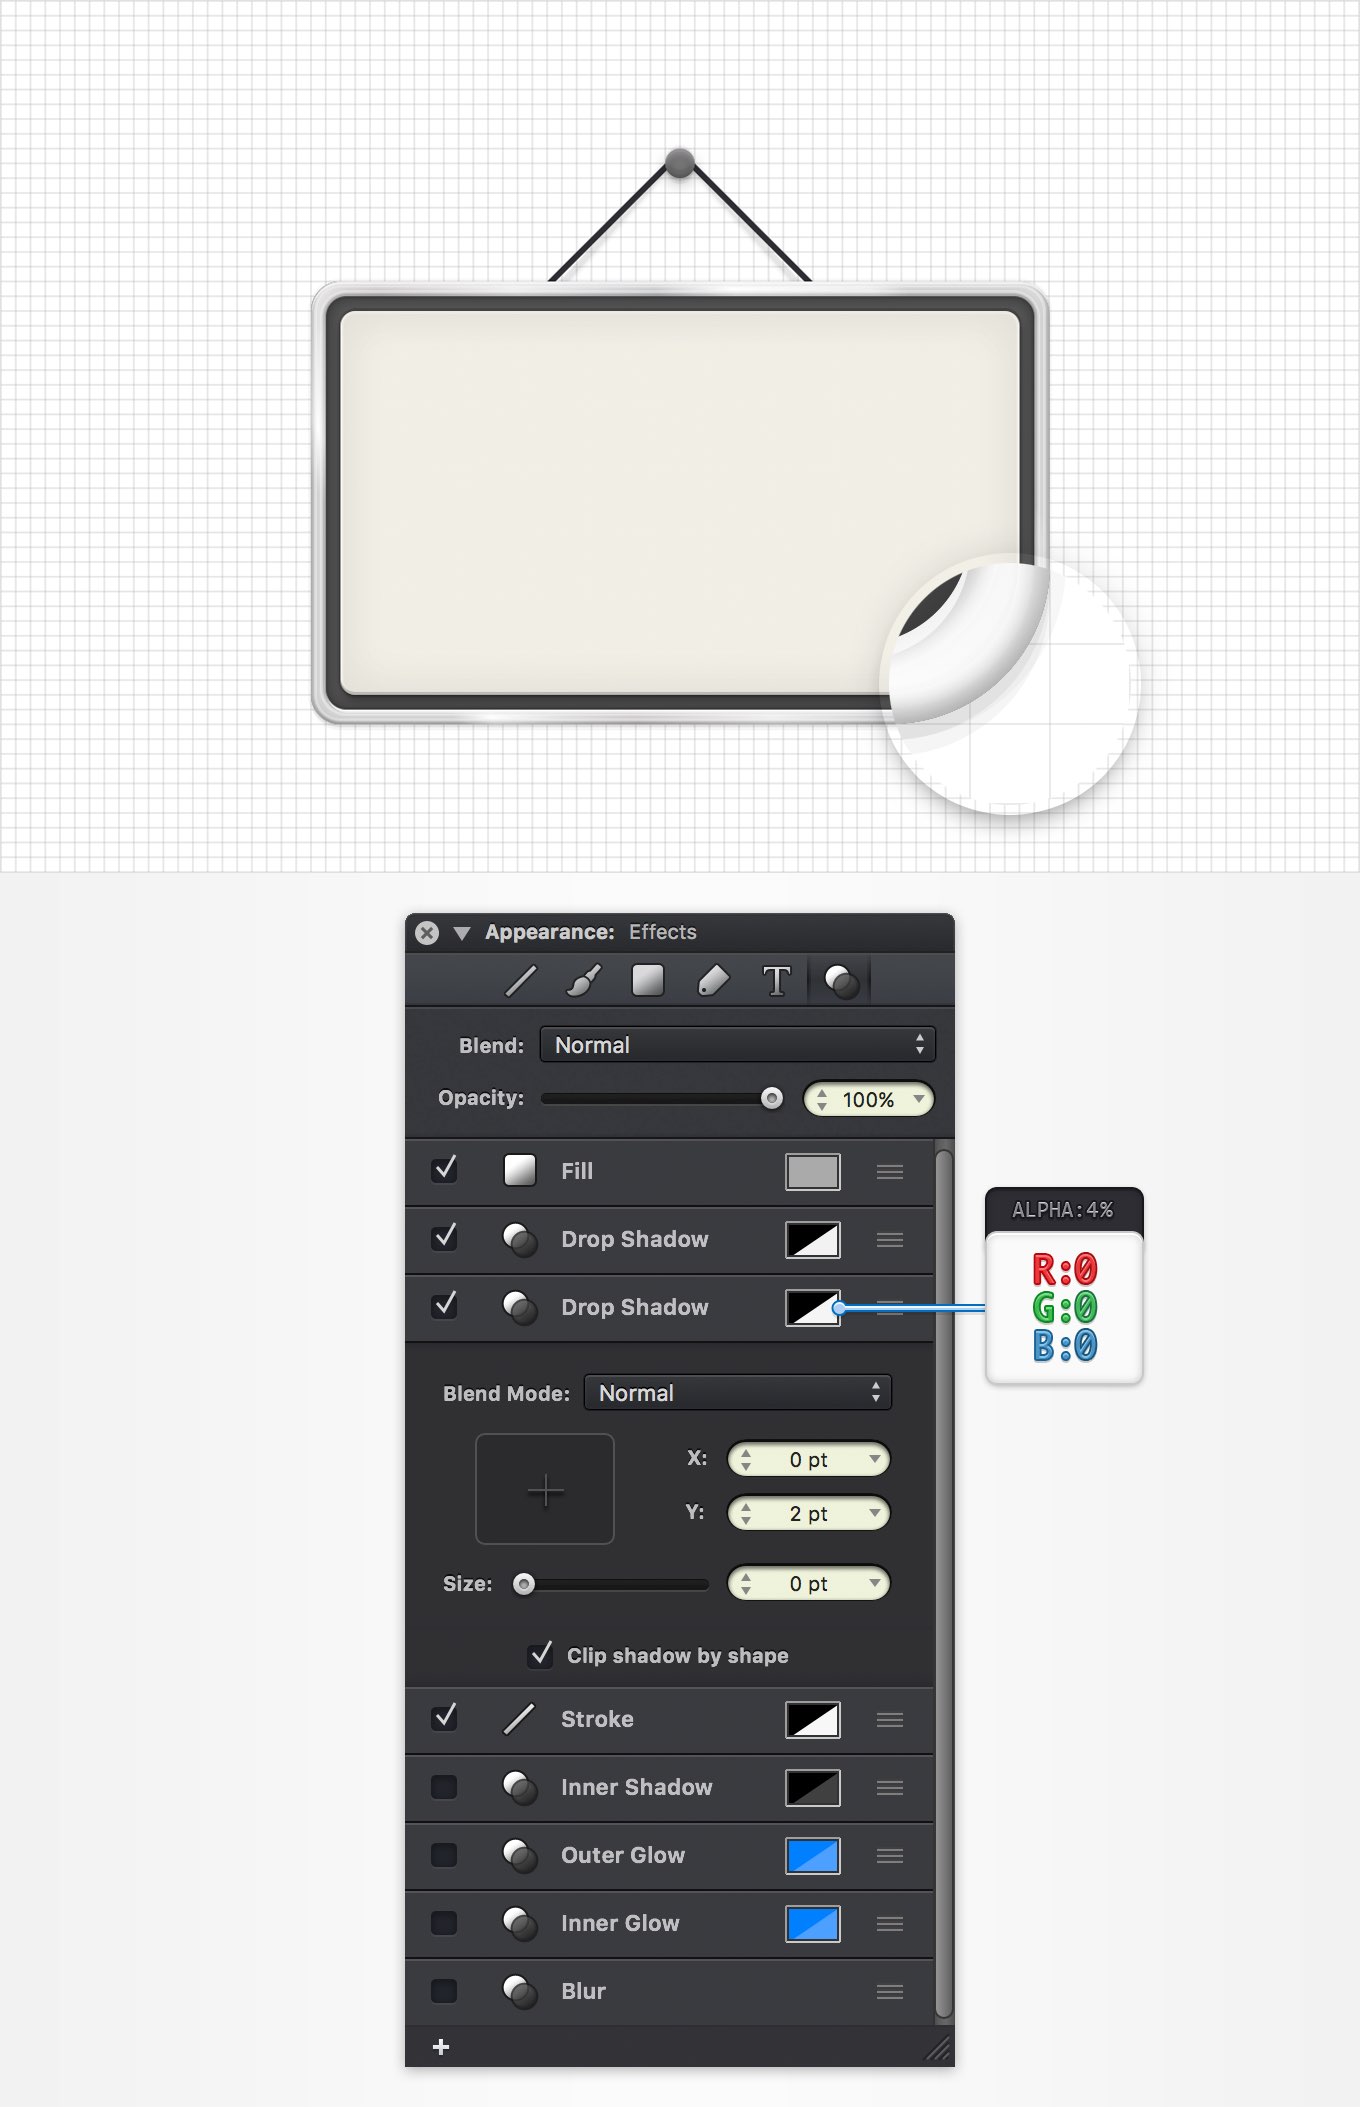 Appearance: Effects
T
Blend: Normal
Opacity: 100%
Fill
Drop Shadow
Drop Shadow
ALPHA:4%
R:0
G:0
B:0
Blend Mode: Normal
X: 0 pt
Y: 2 pt
Size: 0 pt
Clip shadow by shape
Stroke
Inner Shadow
Outer Glow
Inner Glow
Blur